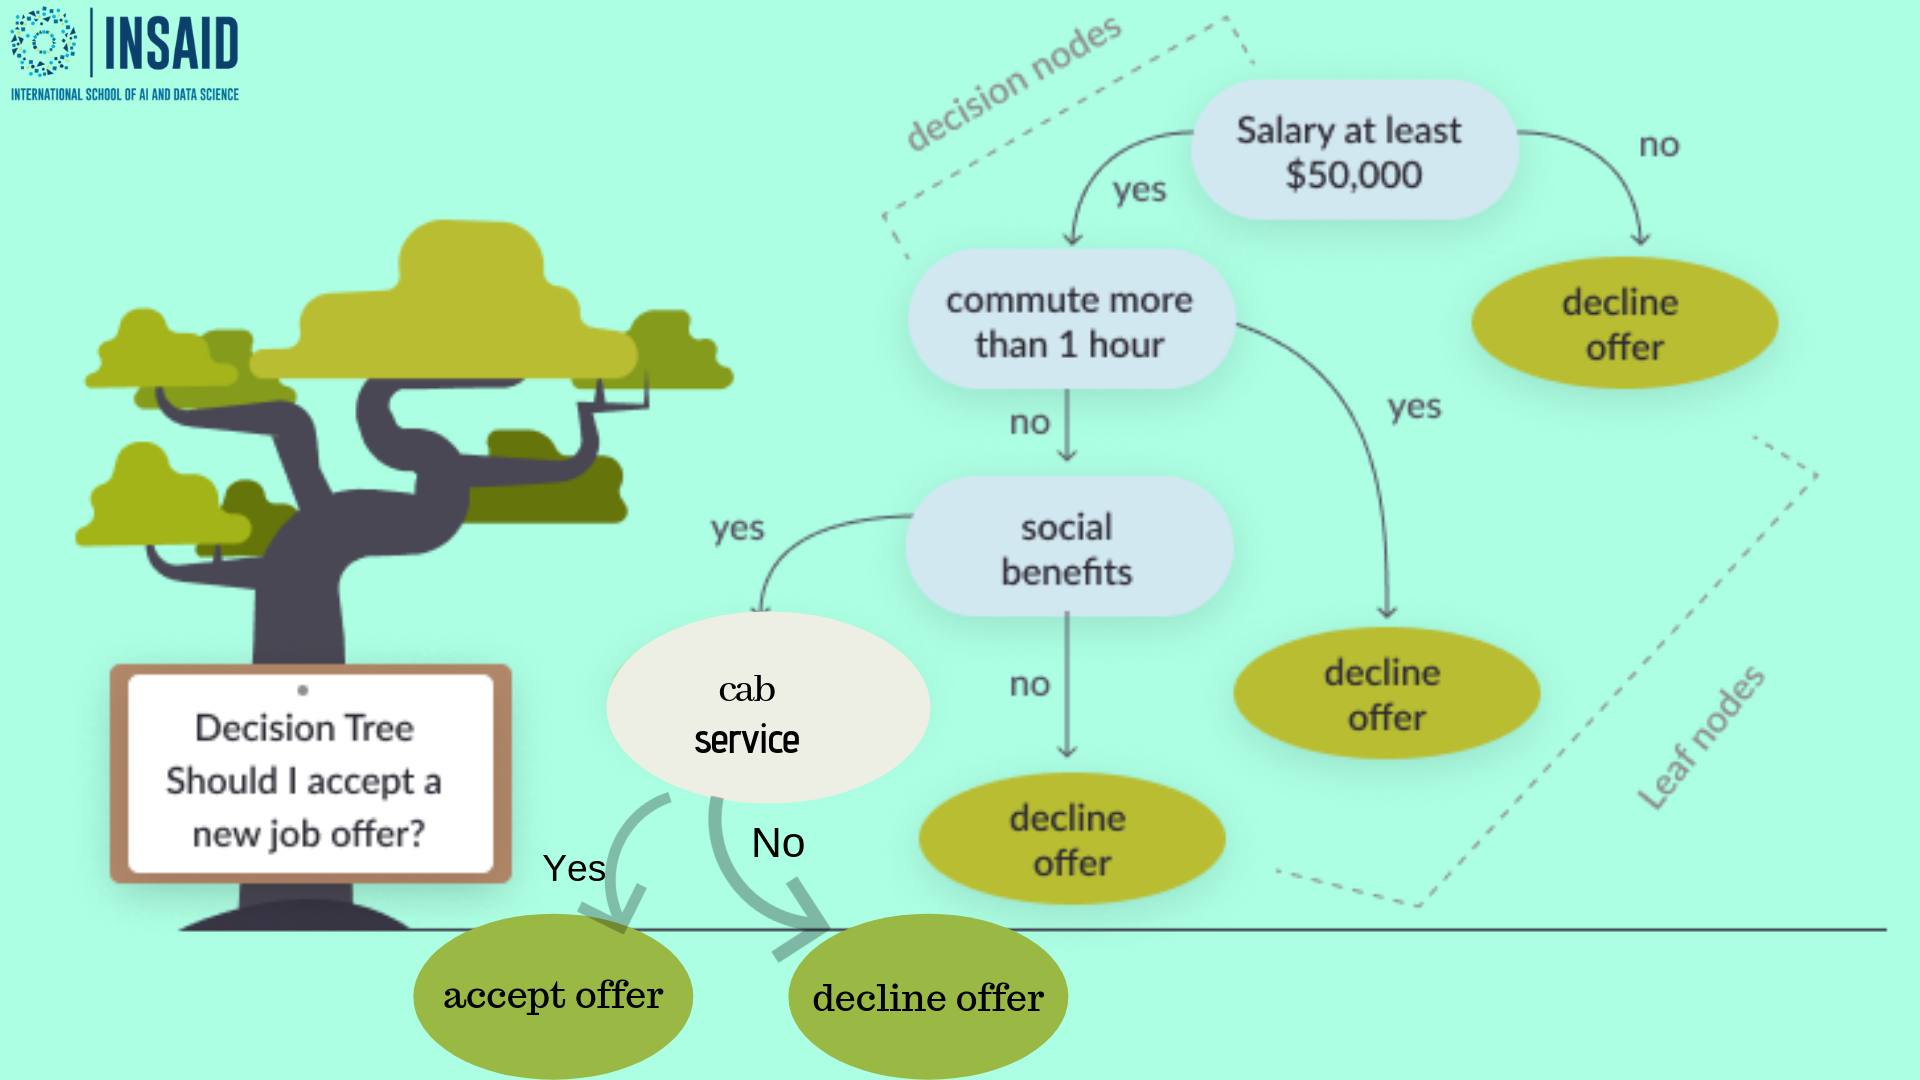 INSAID
INTERNATIONAL SCHOOL OF AI AND DATA SCIENCE
decision nodes
Salary at least
$50,000
yes
no
commute more
than 1 hour
decline
offer
no
yes
social
benefits
yes
no
cab
service
decline
offer
decline
offer
Leaf nodes
Decision Tree
Should I accept a
new job offer?
Yes
No
accept offer
decline offer